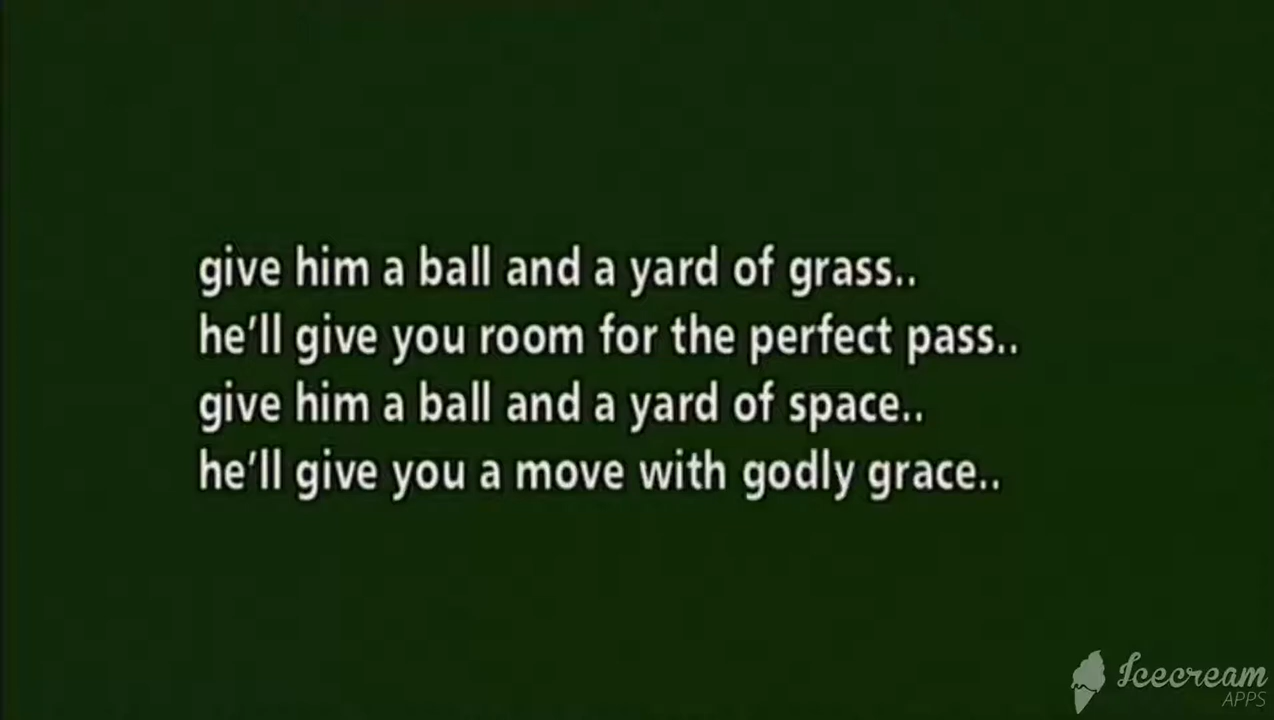 give him a ball and a yard of grass..
he'll give you room for the perfect pass..
give him a ball and a yard of space..
he'll give you a move with godly grace..
Icecream
APPS